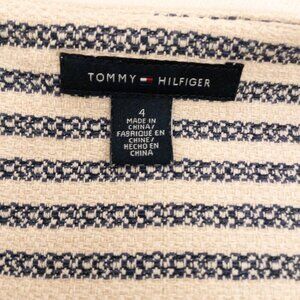 TOMMY HILFIGER
4
MADE IN
CHINA/
FABRIQUÉ EN
CHINE/
HECHO EN
CHINA